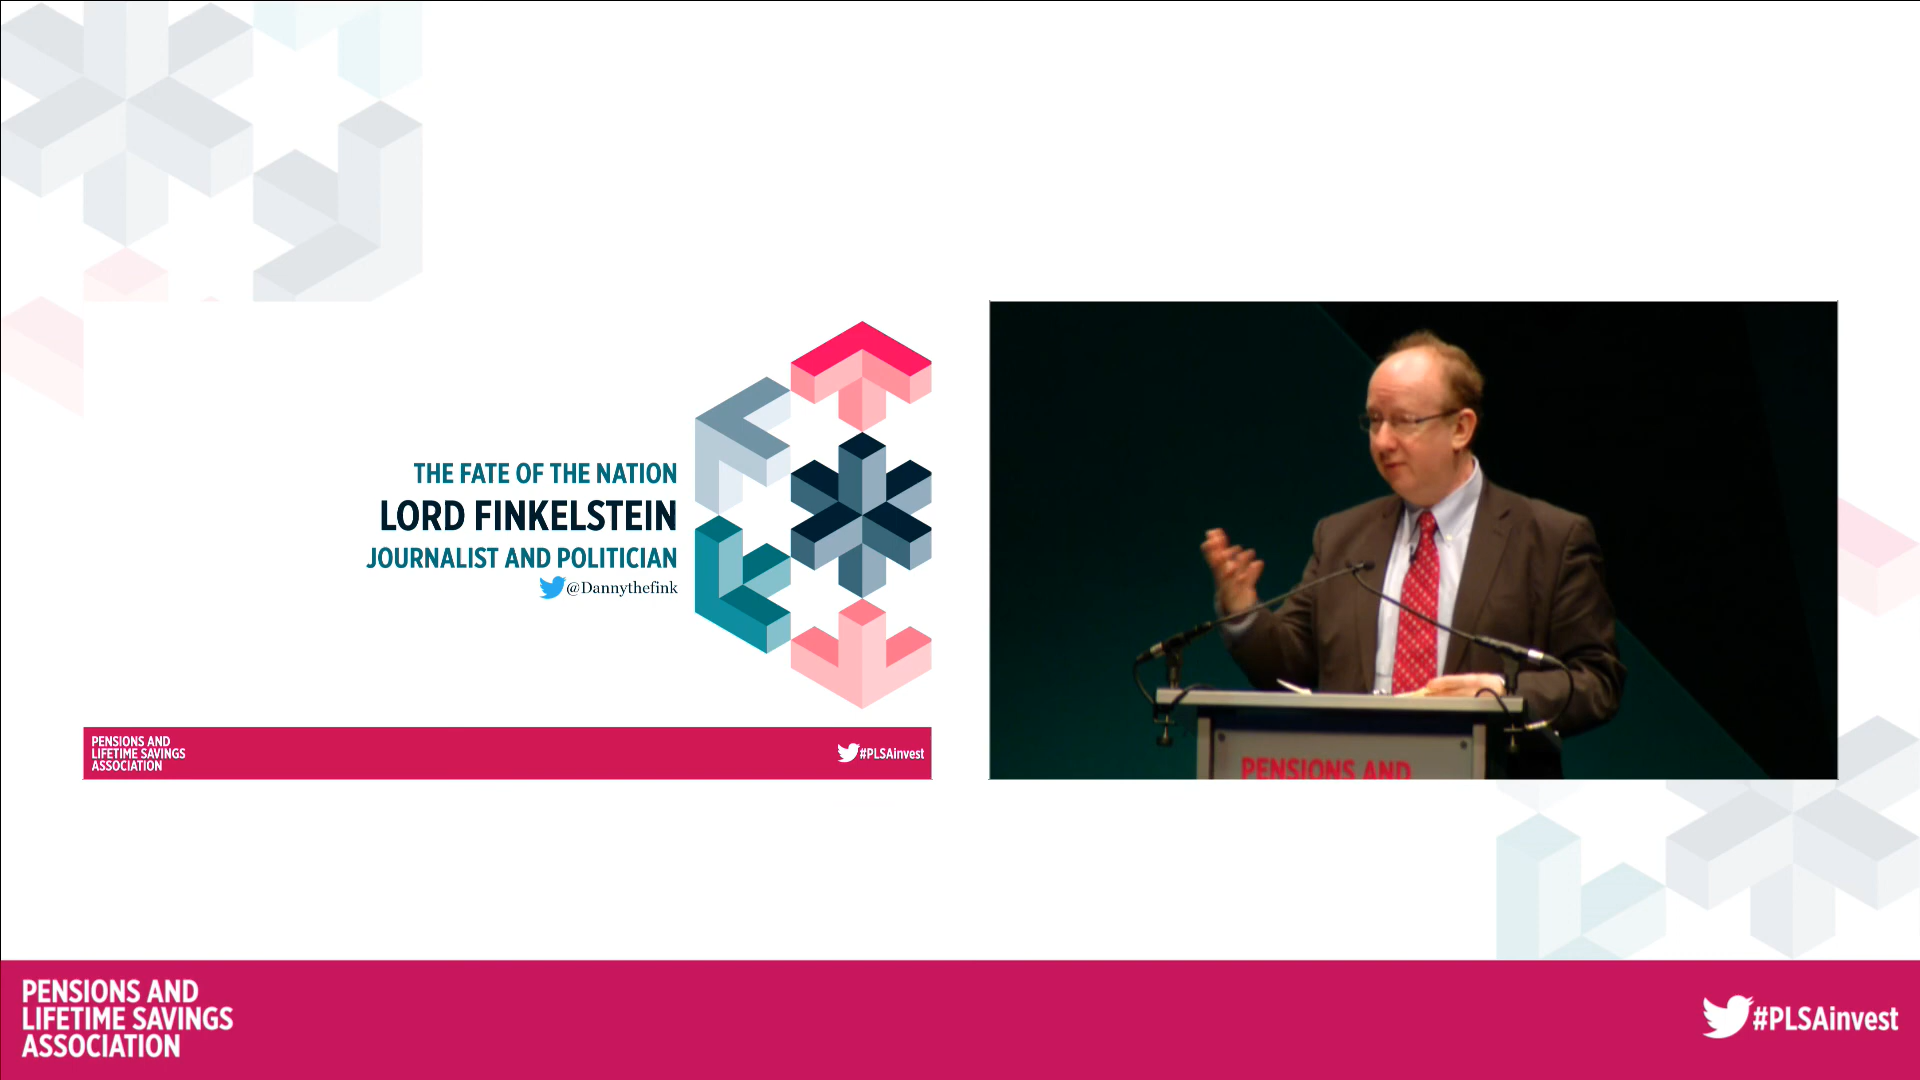 THE FATE OF THE NATION
LORD FINKELSTEIN
JOURNALIST AND POLITICIAN
@Dannythefink
PENSIONS AND
LIFETIME SAVINGS
ASSOCIATION
#PLSAinvest
PENSIONS AND
PENSIONS AND
LIFETIME SAVINGS
ASSOCIATION
#PLSAinvest